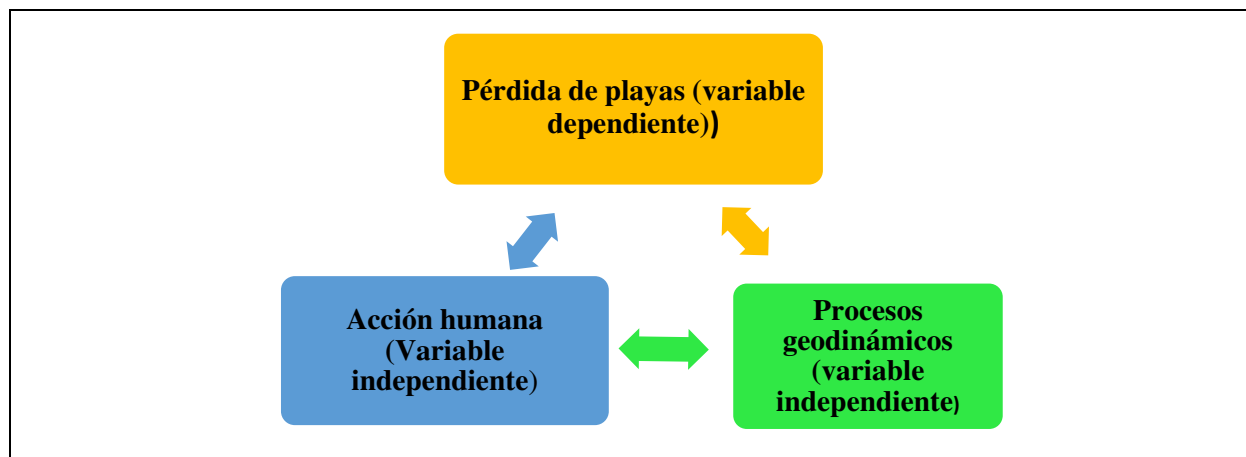 Pérdida de playas (variable
dependiente))
Acción humana
(Variable
independiente)
Procesos
geodinámicos
(variable
independiente)